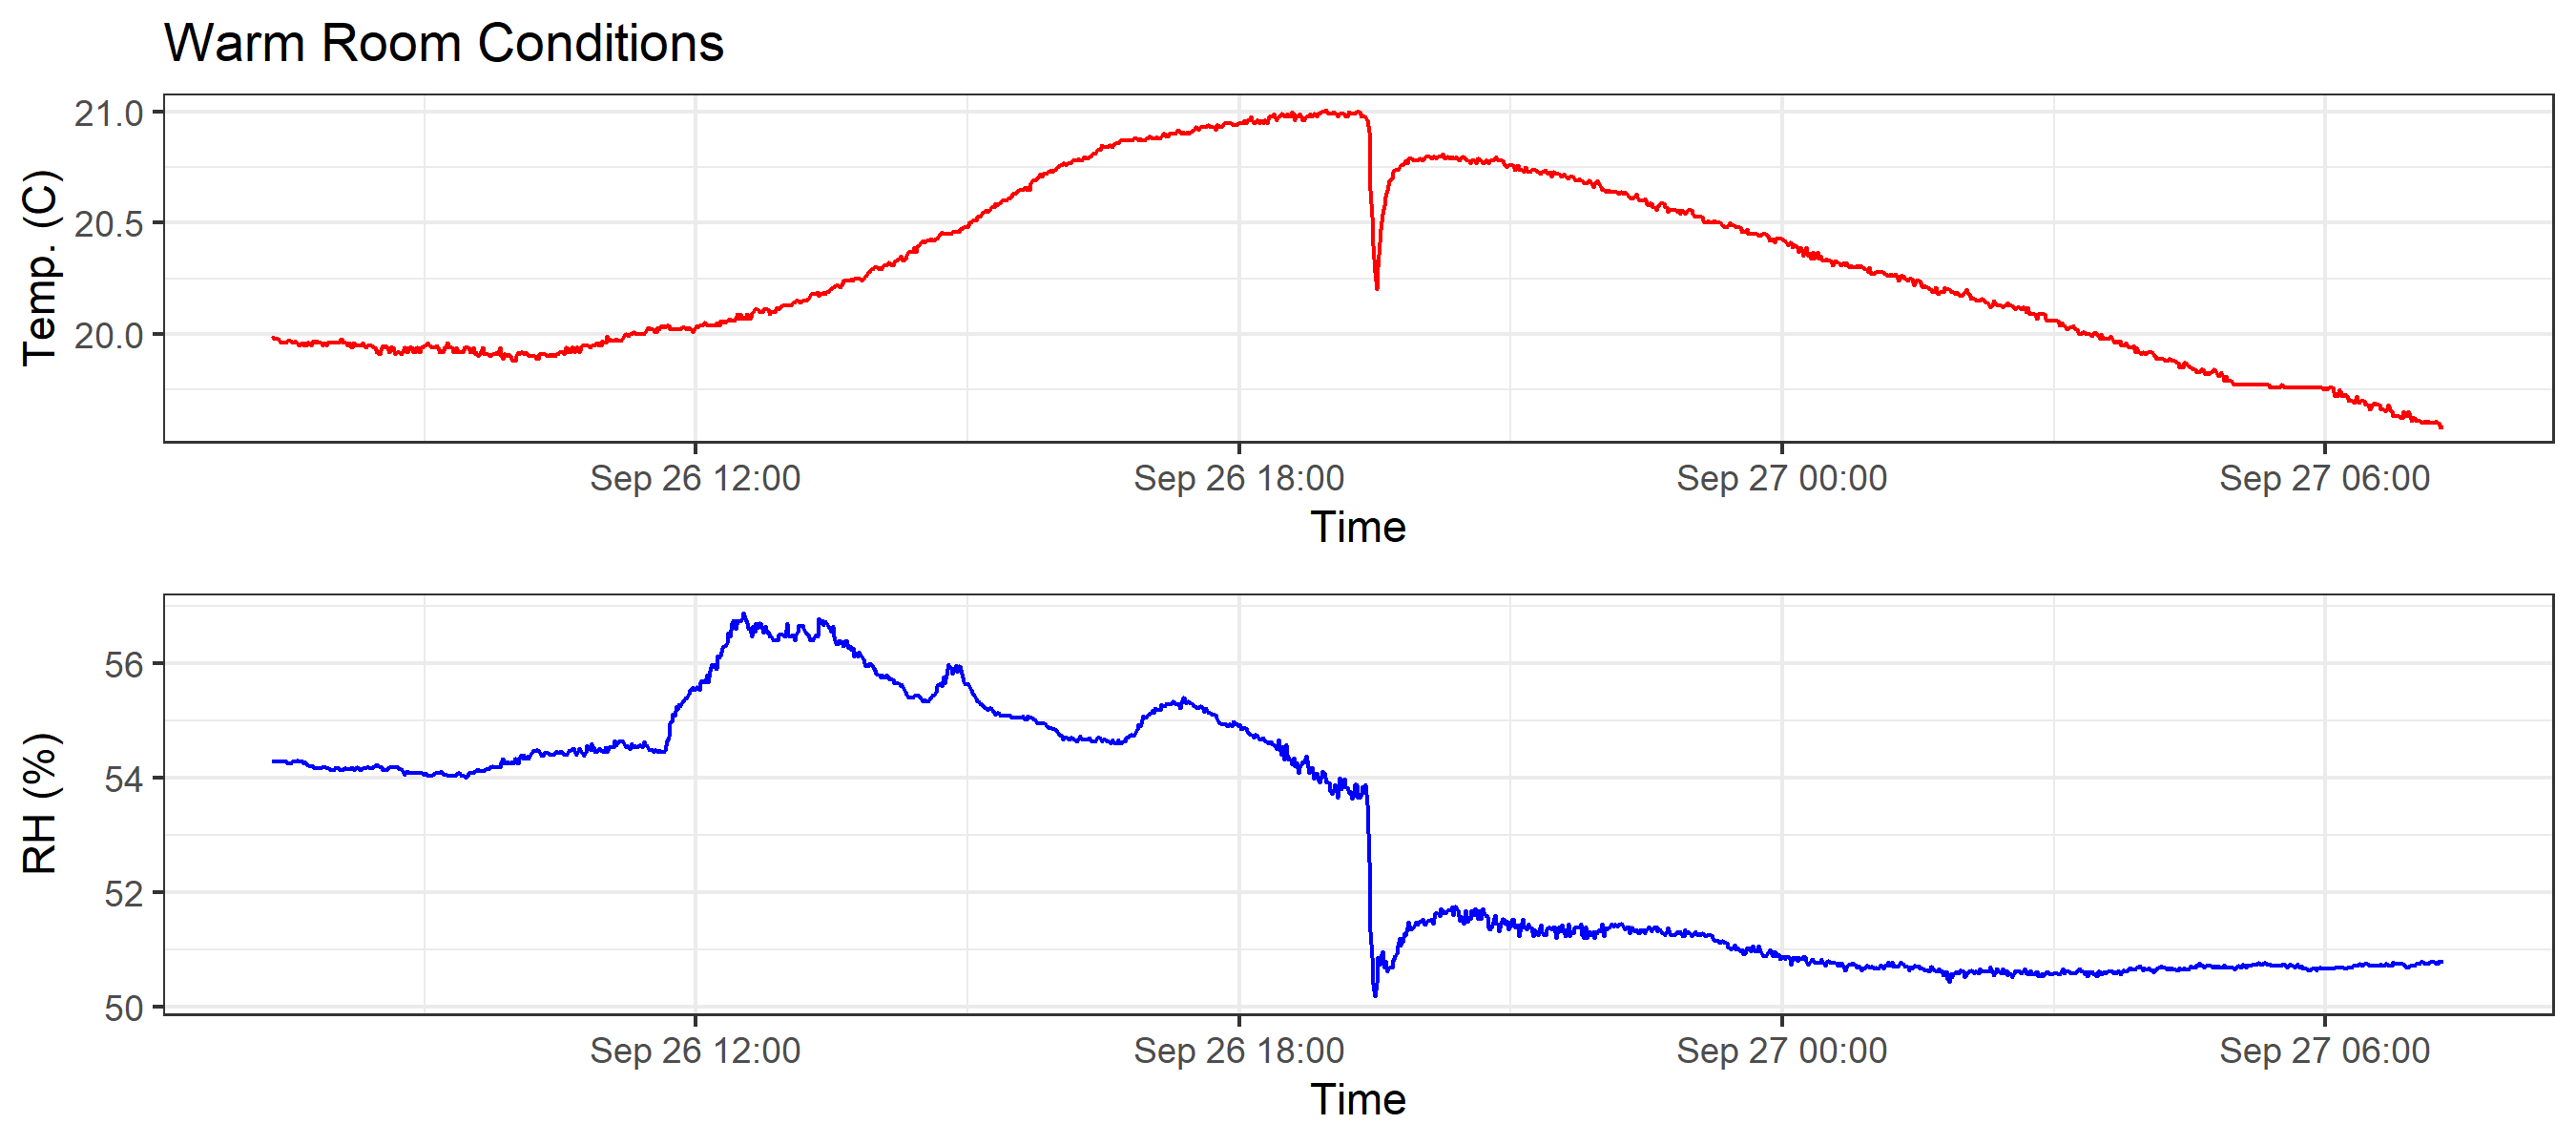 Warm Room Conditions
21.0
20.5
20.0
Temp. (C)
Sep 26 12:00 Sep 26 18:00 Sep 27 00:00 Sep 27 06:00
Time
56
54
52
50
RH (%)
Sep 26 12:00 Sep 26 18:00 Sep 27 00:00 Sep 27 06:00
Time